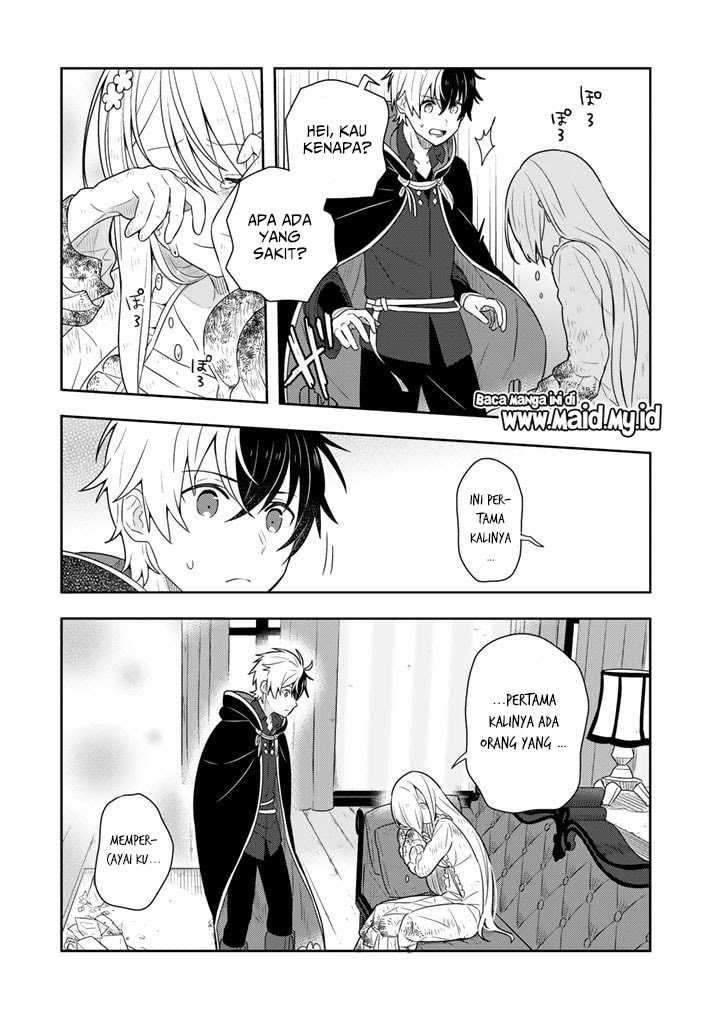 HEI, KAU
KENAPA?
APA ADA
YANG
SAKIT?
ぽろ
ぽろ
ぽろ
ぽろ
Baca Manga ini di
www.Maid.My.id
INI PER-
TAMA
KALINYA
...
...PERTAMA
KALINYA ADA
ORANG YANG ...
MEMPER-
CAYAI KU...